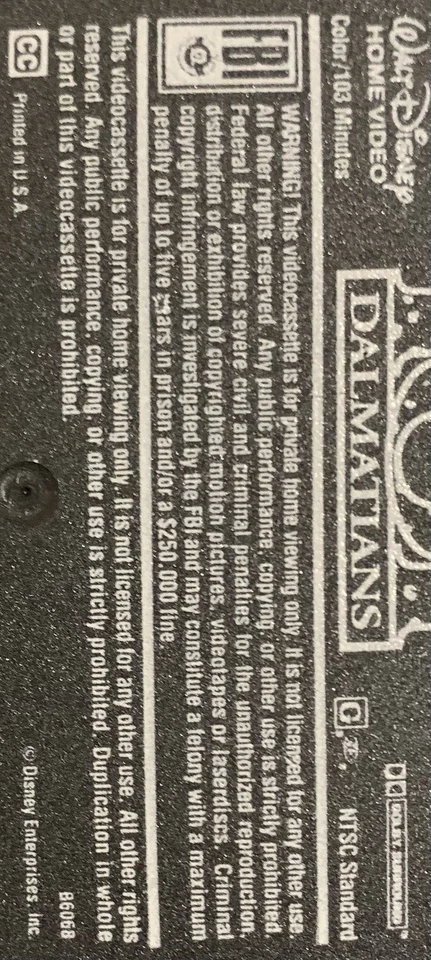 WALT DISNEY
HOME VIDEO
Color/103 Minutes
DALMATIANS
DOLBY SURROUND
G
NTSC Standard
FBI
WARNING! This videocassette is for private home viewing only. It is not licensed for any other use.
All other rights reserved. Any public performance, copying, or other use is strictly prohibited.
Federal law provides severe civil and criminal penalties for the unauthorized reproduction,
distribution or exhibition of copyrighted motion pictures, videotapes or laserdiscs. Criminal
copyright infringement is investigated by the FBI and may constitute a felony with a maximum
penalty of up to five years in prison and/or a $250,000 fine.
This videocassette is for private home viewing only. It is not licensed for any other use. All other rights
reserved. Any public performance, copying, or other use is strictly prohibited. Duplication in whole
or part of this videocassette is prohibited.
B6068
CC Printed in U.S.A.
© Disney Enterprises, Inc.